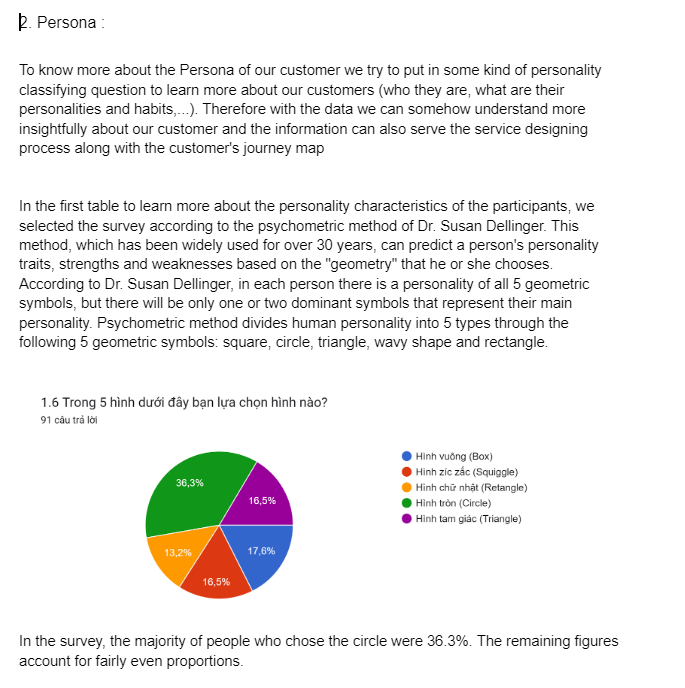 2. Persona :
To know more about the Persona of our customer we try to put in some kind of personality
classifying question to learn more about our customers (who they are, what are their
personalities and habits,...). Therefore with the data we can somehow understand more
insightfully about our customer and the information can also serve the service designing
process along with the customer's journey map
In the first table to learn more about the personality characteristics of the participants, we
selected the survey according to the psychometric method of Dr. Susan Dellinger. This
method, which has been widely used for over 30 years, can predict a person's personality
traits, strengths and weaknesses based on the "geometry" that he or she chooses.
According to Dr. Susan Dellinger, in each person there is a personality of all 5 geometric
symbols, but there will be only one or two dominant symbols that represent their main
personality. Psychometric method divides human personality into 5 types through the
following 5 geometric symbols: square, circle, triangle, wavy shape and rectangle.
1.6 Trong 5 hình dưới đây bạn lựa chọn hình nào?
91 câu trả lời
36,3%
16,5%
13,2%
17,6%
16,5%
Hình vuông (Box)
Hình zíc zắc (Squiggle)
Hình chữ nhật (Retangle)
Hình tròn (Circle)
Hình tam giác (Triangle)
In the survey, the majority of people who chose the circle were 36.3%. The remaining figures
account for fairly even proportions.